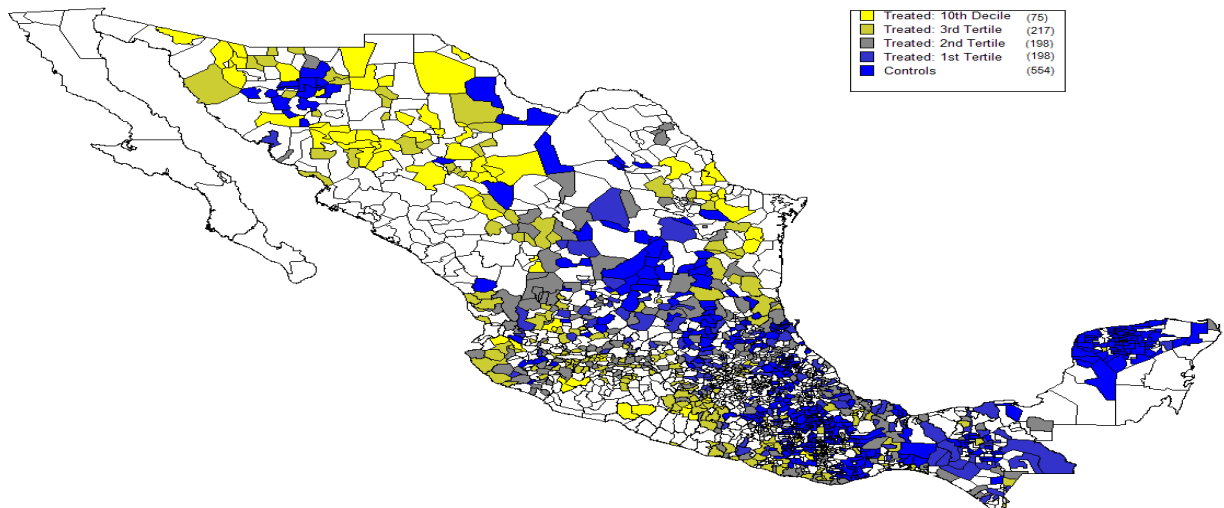 Treated: 10th Decile (75)
Treated: 3rd Tertile (217)
Treated: 2nd Tertile (198)
Treated: 1st Tertile (198)
Controls (554)